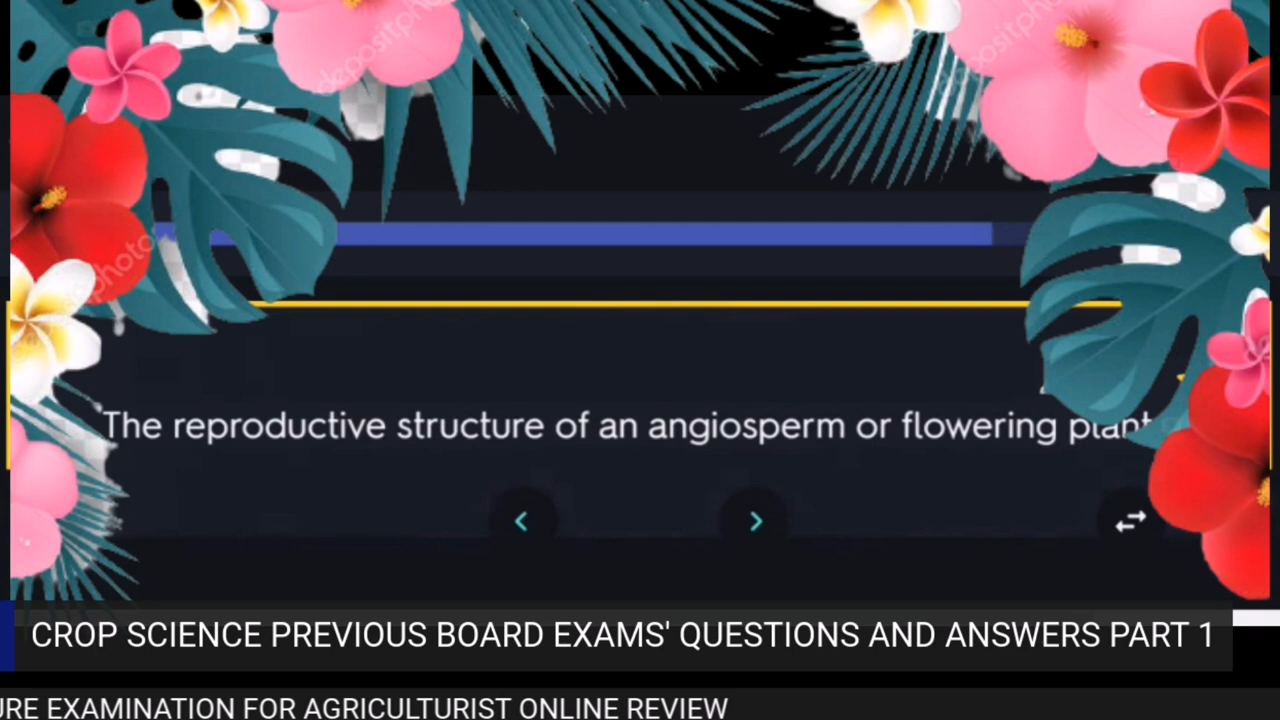 The reproductive structure of an angiosperm or flowering plant
CROP SCIENCE PREVIOUS BOARD EXAMS' QUESTIONS AND ANSWERS PART 1
EXAMINATION FOR AGRICULTURIST ONLINE REVIEW